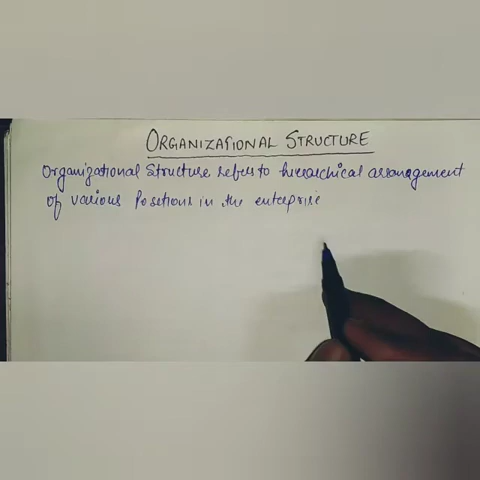 ORGANIZATIONAL STRUCTURE
Organizational Structure refers to hierarchical arrangement
of various Positions in the enterprise